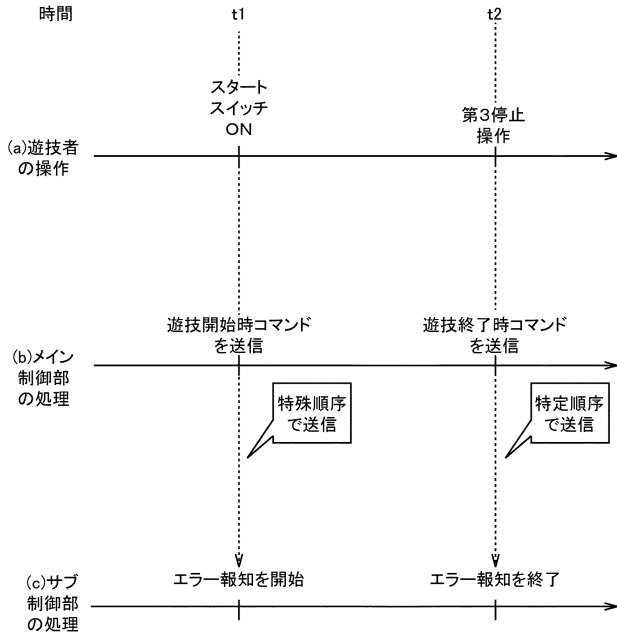 時間
t1
t2
スタート
スイッチ
ON
第3停止
操作
(a)遊技者
の操作
遊技開始時コマンド
を送信
遊技終了時コマンド
を送信
(b)メイン
制御部
の処理
特殊順序
で送信
特定順序
で送信
エラー報知を開始
エラー報知を終了
(c)サブ
制御部
の処理